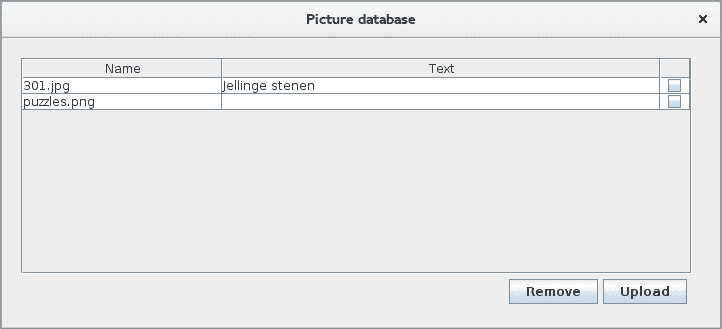 Picture database
Name Text
301.jpg Jellinge stenen
puzzles.png
Remove Upload